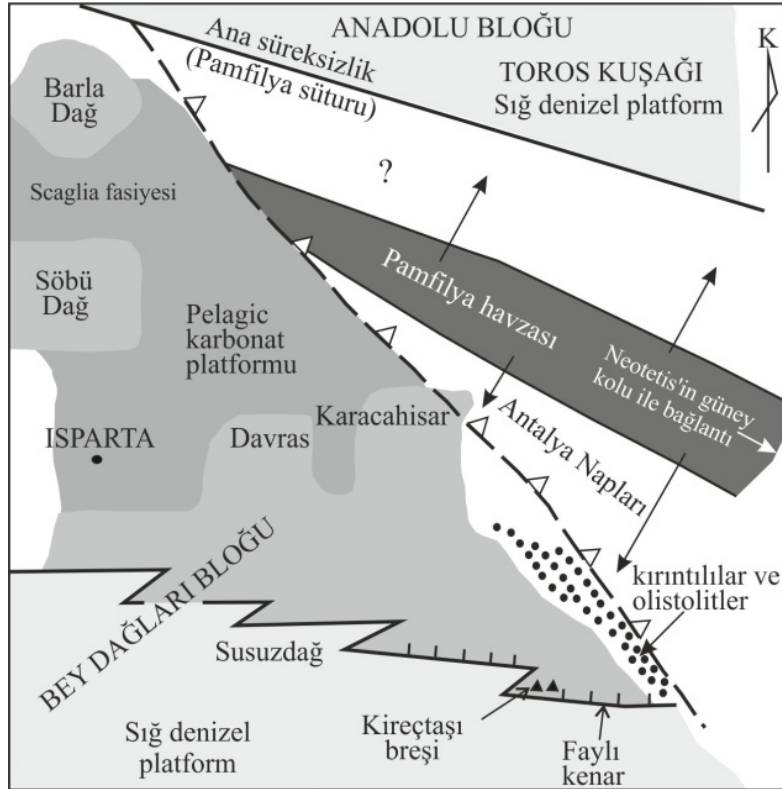 ANADOLU BLOĞU
Ana süreksizlik
(Pamfilya süturu)
K
TOROS KUŞAĞI
Sığ denizel platform
Barla
Dağ
?
Scaglia fasiyesi
Söbü
Dağ
Pamfilya havzası
Pelagic
karbonat
platformu
Neotetis'in güney
kolu ile bağlantı
Karacahisar
Davras
ISPARTA
Antalya Napları
kırıntılılar ve
olistolitler
BEY DAĞLARI BLOĞU
Susuzdağ
Kireçtaşı
breşi
Faylı
kenar
Sığ denizel
platform